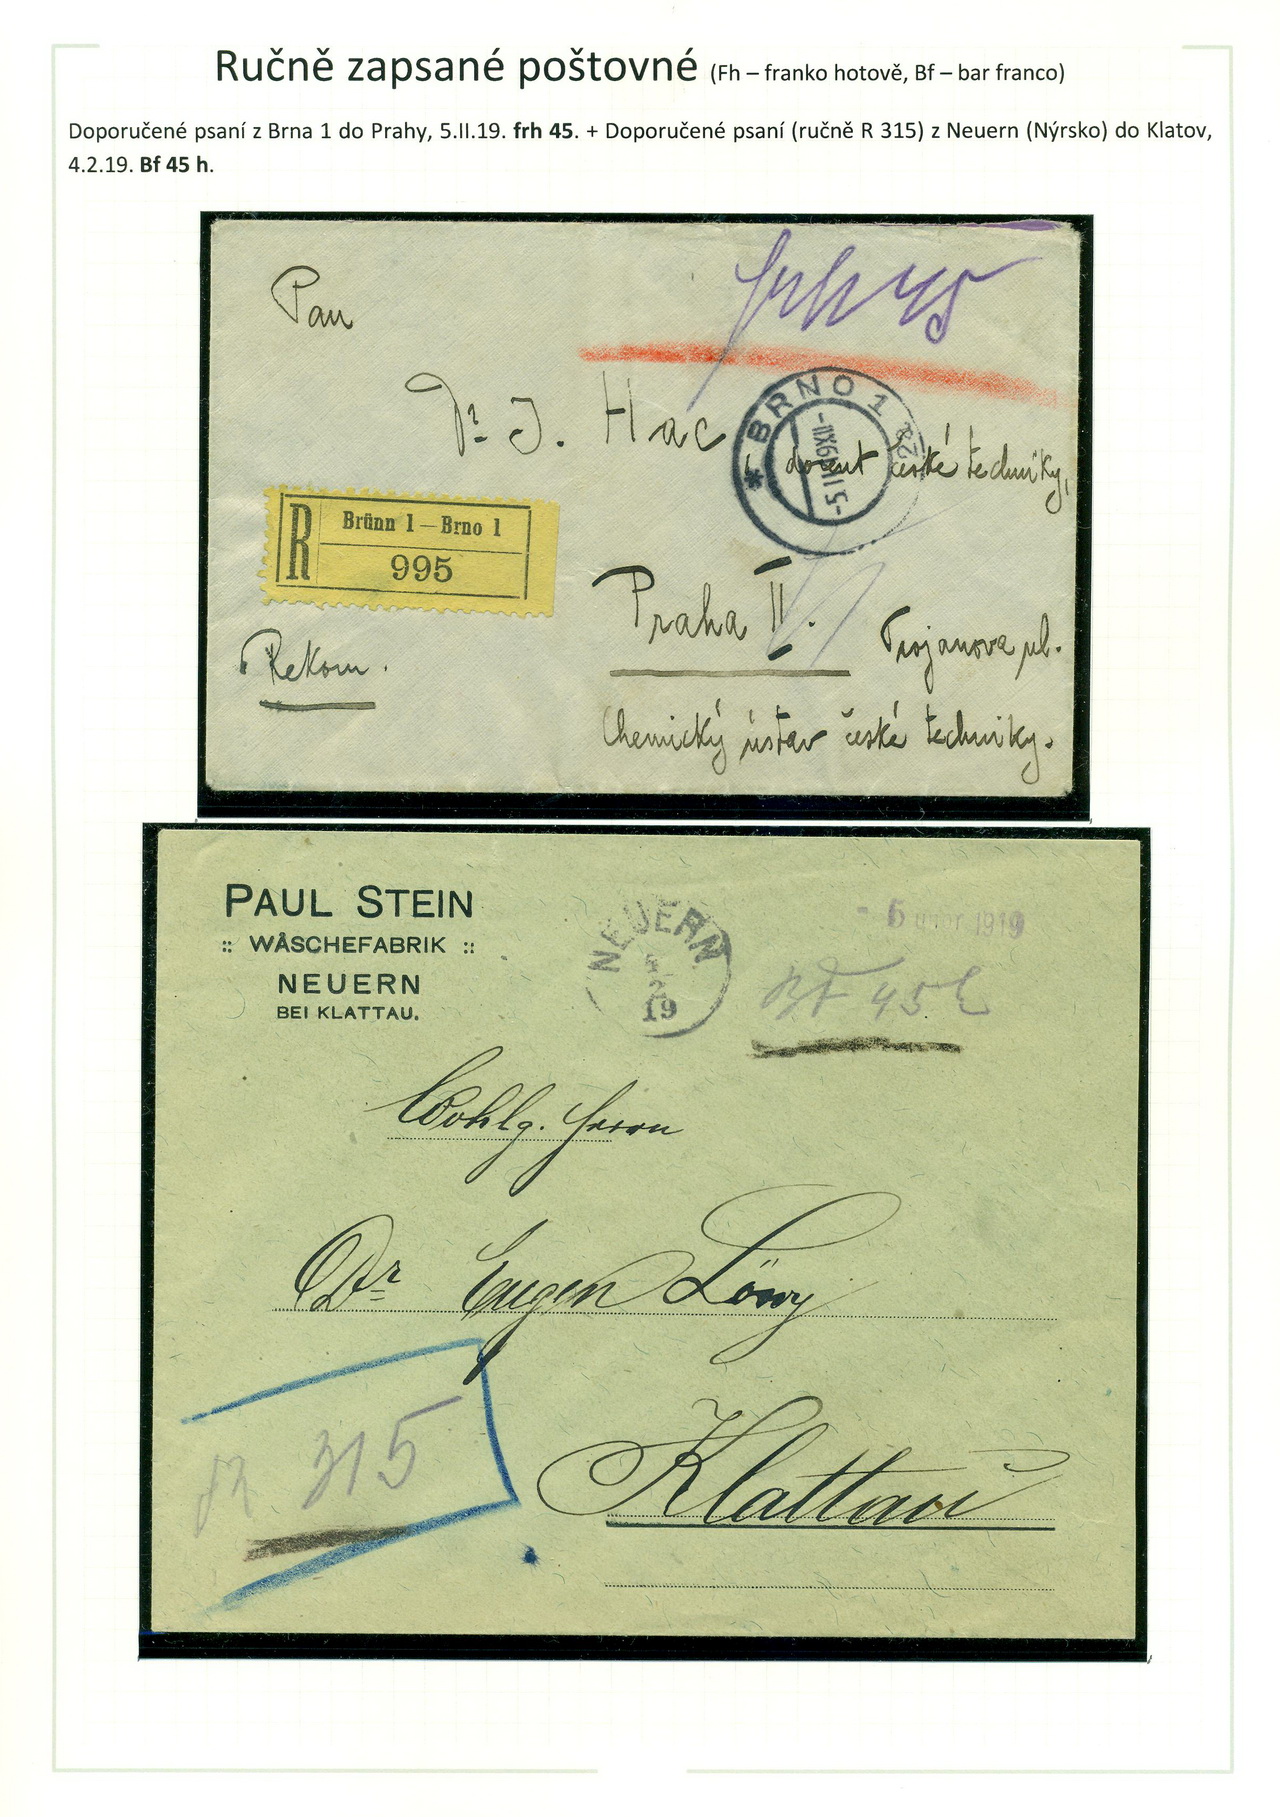 Ručně zapsané poštovné (Fh – franko hotově, Bf – bar franco)
Doporučené psaní z Brna 1 do Prahy, 5.II.19. frh 45. + Doporučené psaní (ručně R 315) z Neuern (Nýrsko) do Klatov,
4.2.19. Bf 45 h.
frh 45
Pan
Dr. J. Hac
BRNO 1
-5.II.19
docent české techniky,
R Brünn 1 – Brno 1
995
Praha II.
Trojanova ul.
Rekom.
Chemický ústav české techniky.
PAUL STEIN
:: WÄSCHEFABRIK ::
NEUERN
BEI KLATTAU.
NEUERN
4
2
19
- 5 únor 1919
Bf 45 h
Wohlg. Herrn
Dr Eugen Löwy
R 315
Klattau